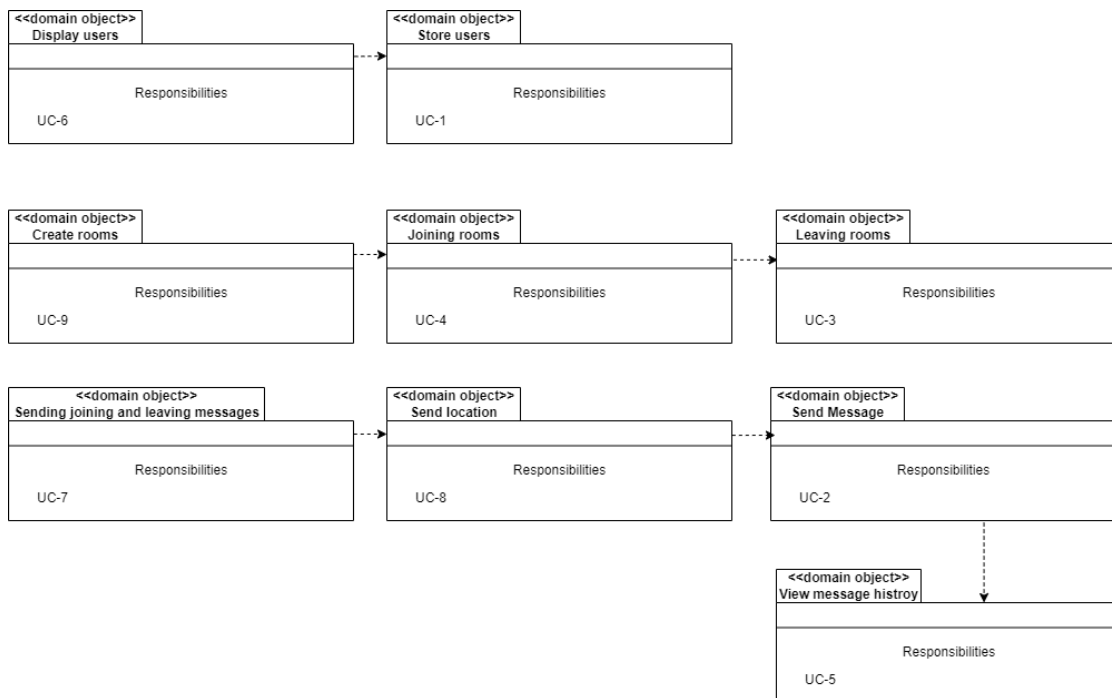 <<domain object>>
Display users
Responsibilities
UC-6
<<domain object>>
Store users
Responsibilities
UC-1
<<domain object>>
Create rooms
Responsibilities
UC-9
<<domain object>>
Joining rooms
Responsibilities
UC-4
<<domain object>>
Leaving rooms
Responsibilities
UC-3
<<domain object>>
Sending joining and leaving messages
Responsibilities
UC-7
<<domain object>>
Send location
Responsibilities
UC-8
<<domain object>>
Send Message
Responsibilities
UC-2
<<domain object>>
View message histroy
Responsibilities
UC-5